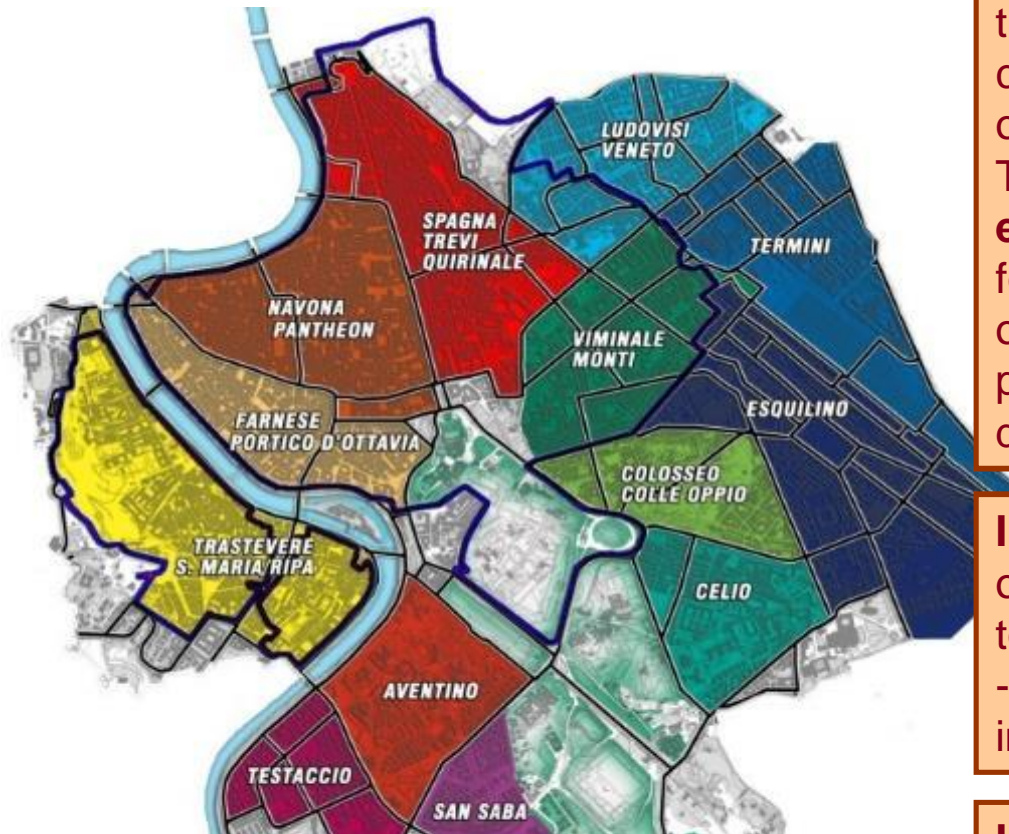 LUDOVISI
VENETO
SPAGNA
TREVI
QUIRINALE
TERMINI
NAVONA
PANTHEON
VIMINALE
MONTI
FARNESE
PORTICO D'OTTAVIA
ESQUILINO
COLOSSEO
COLLE OPPIO
TRASTEVERE
S. MARIA/RIPA
CELIO
AVENTINO
TESTACCIO
SAN SABA